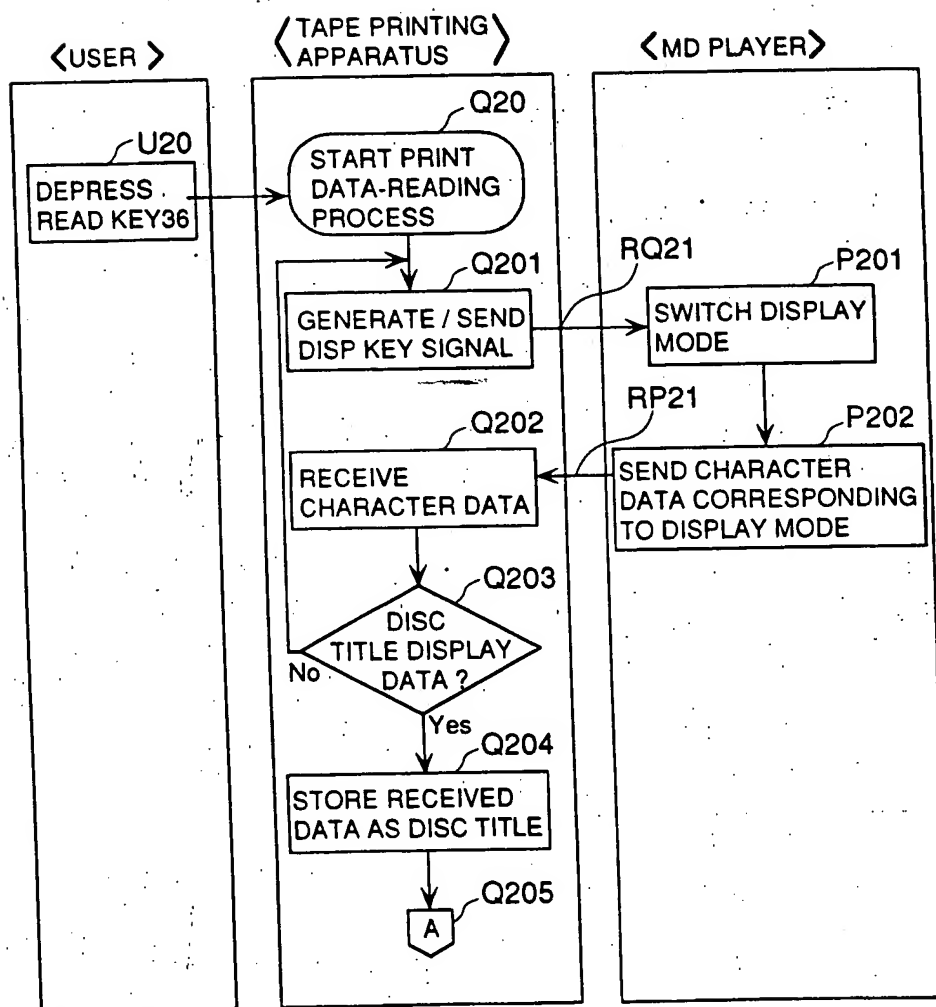 <USER>
<TAPE PRINTING
APPARATUS>
<MD PLAYER>
U20
DEPRESS
READ KEY36
Q20
START PRINT
DATA-READING
PROCESS
Q201
GENERATE / SEND
DISP KEY SIGNAL
RQ21
P201
SWITCH DISPLAY
MODE
Q202
RECEIVE
CHARACTER DATA
RP21
P202
SEND CHARACTER
DATA CORRESPONDING
TO DISPLAY MODE
Q203
DISC
TITLE DISPLAY
DATA ?
No
Yes
Q204
STORE RECEIVED
DATA AS DISC TITLE
Q205
A